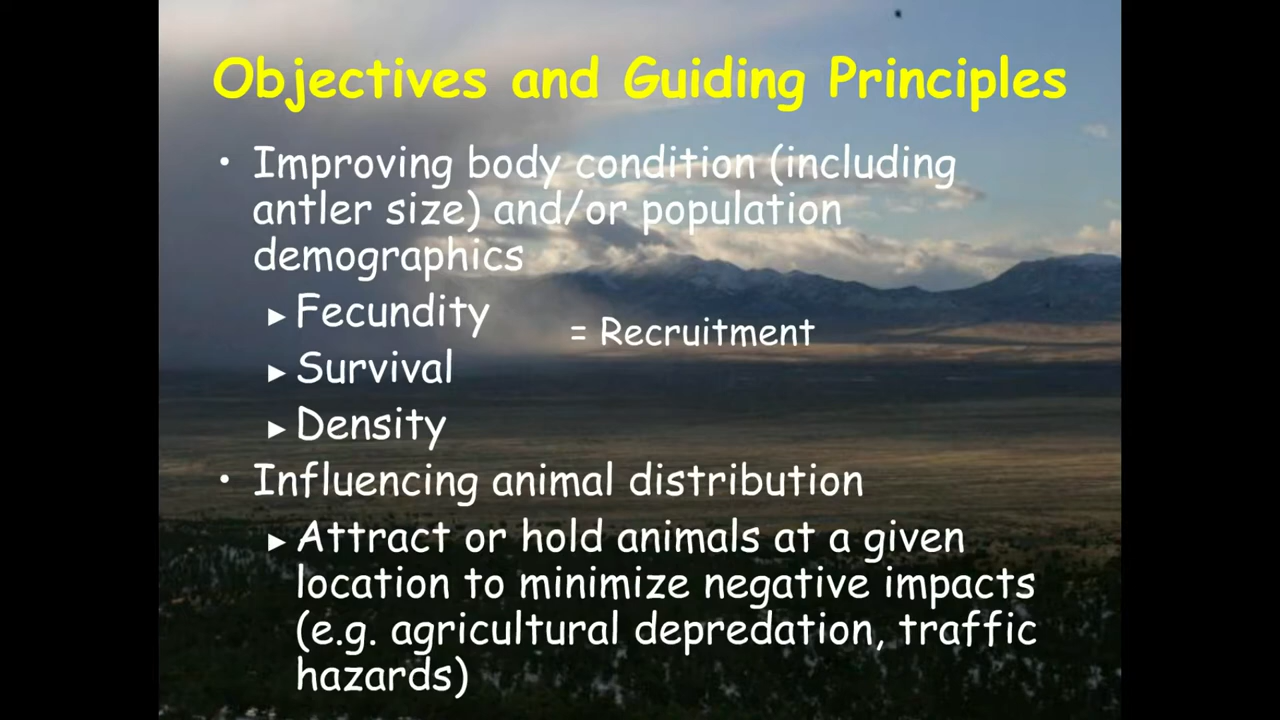 Objectives and Guiding Principles
• Improving body condition (including
antler size) and/or population
demographics
► Fecundity
= Recruitment
► Survival
► Density
• Influencing animal distribution
► Attract or hold animals at a given
location to minimize negative impacts
(e.g. agricultural depredation, traffic
hazards)